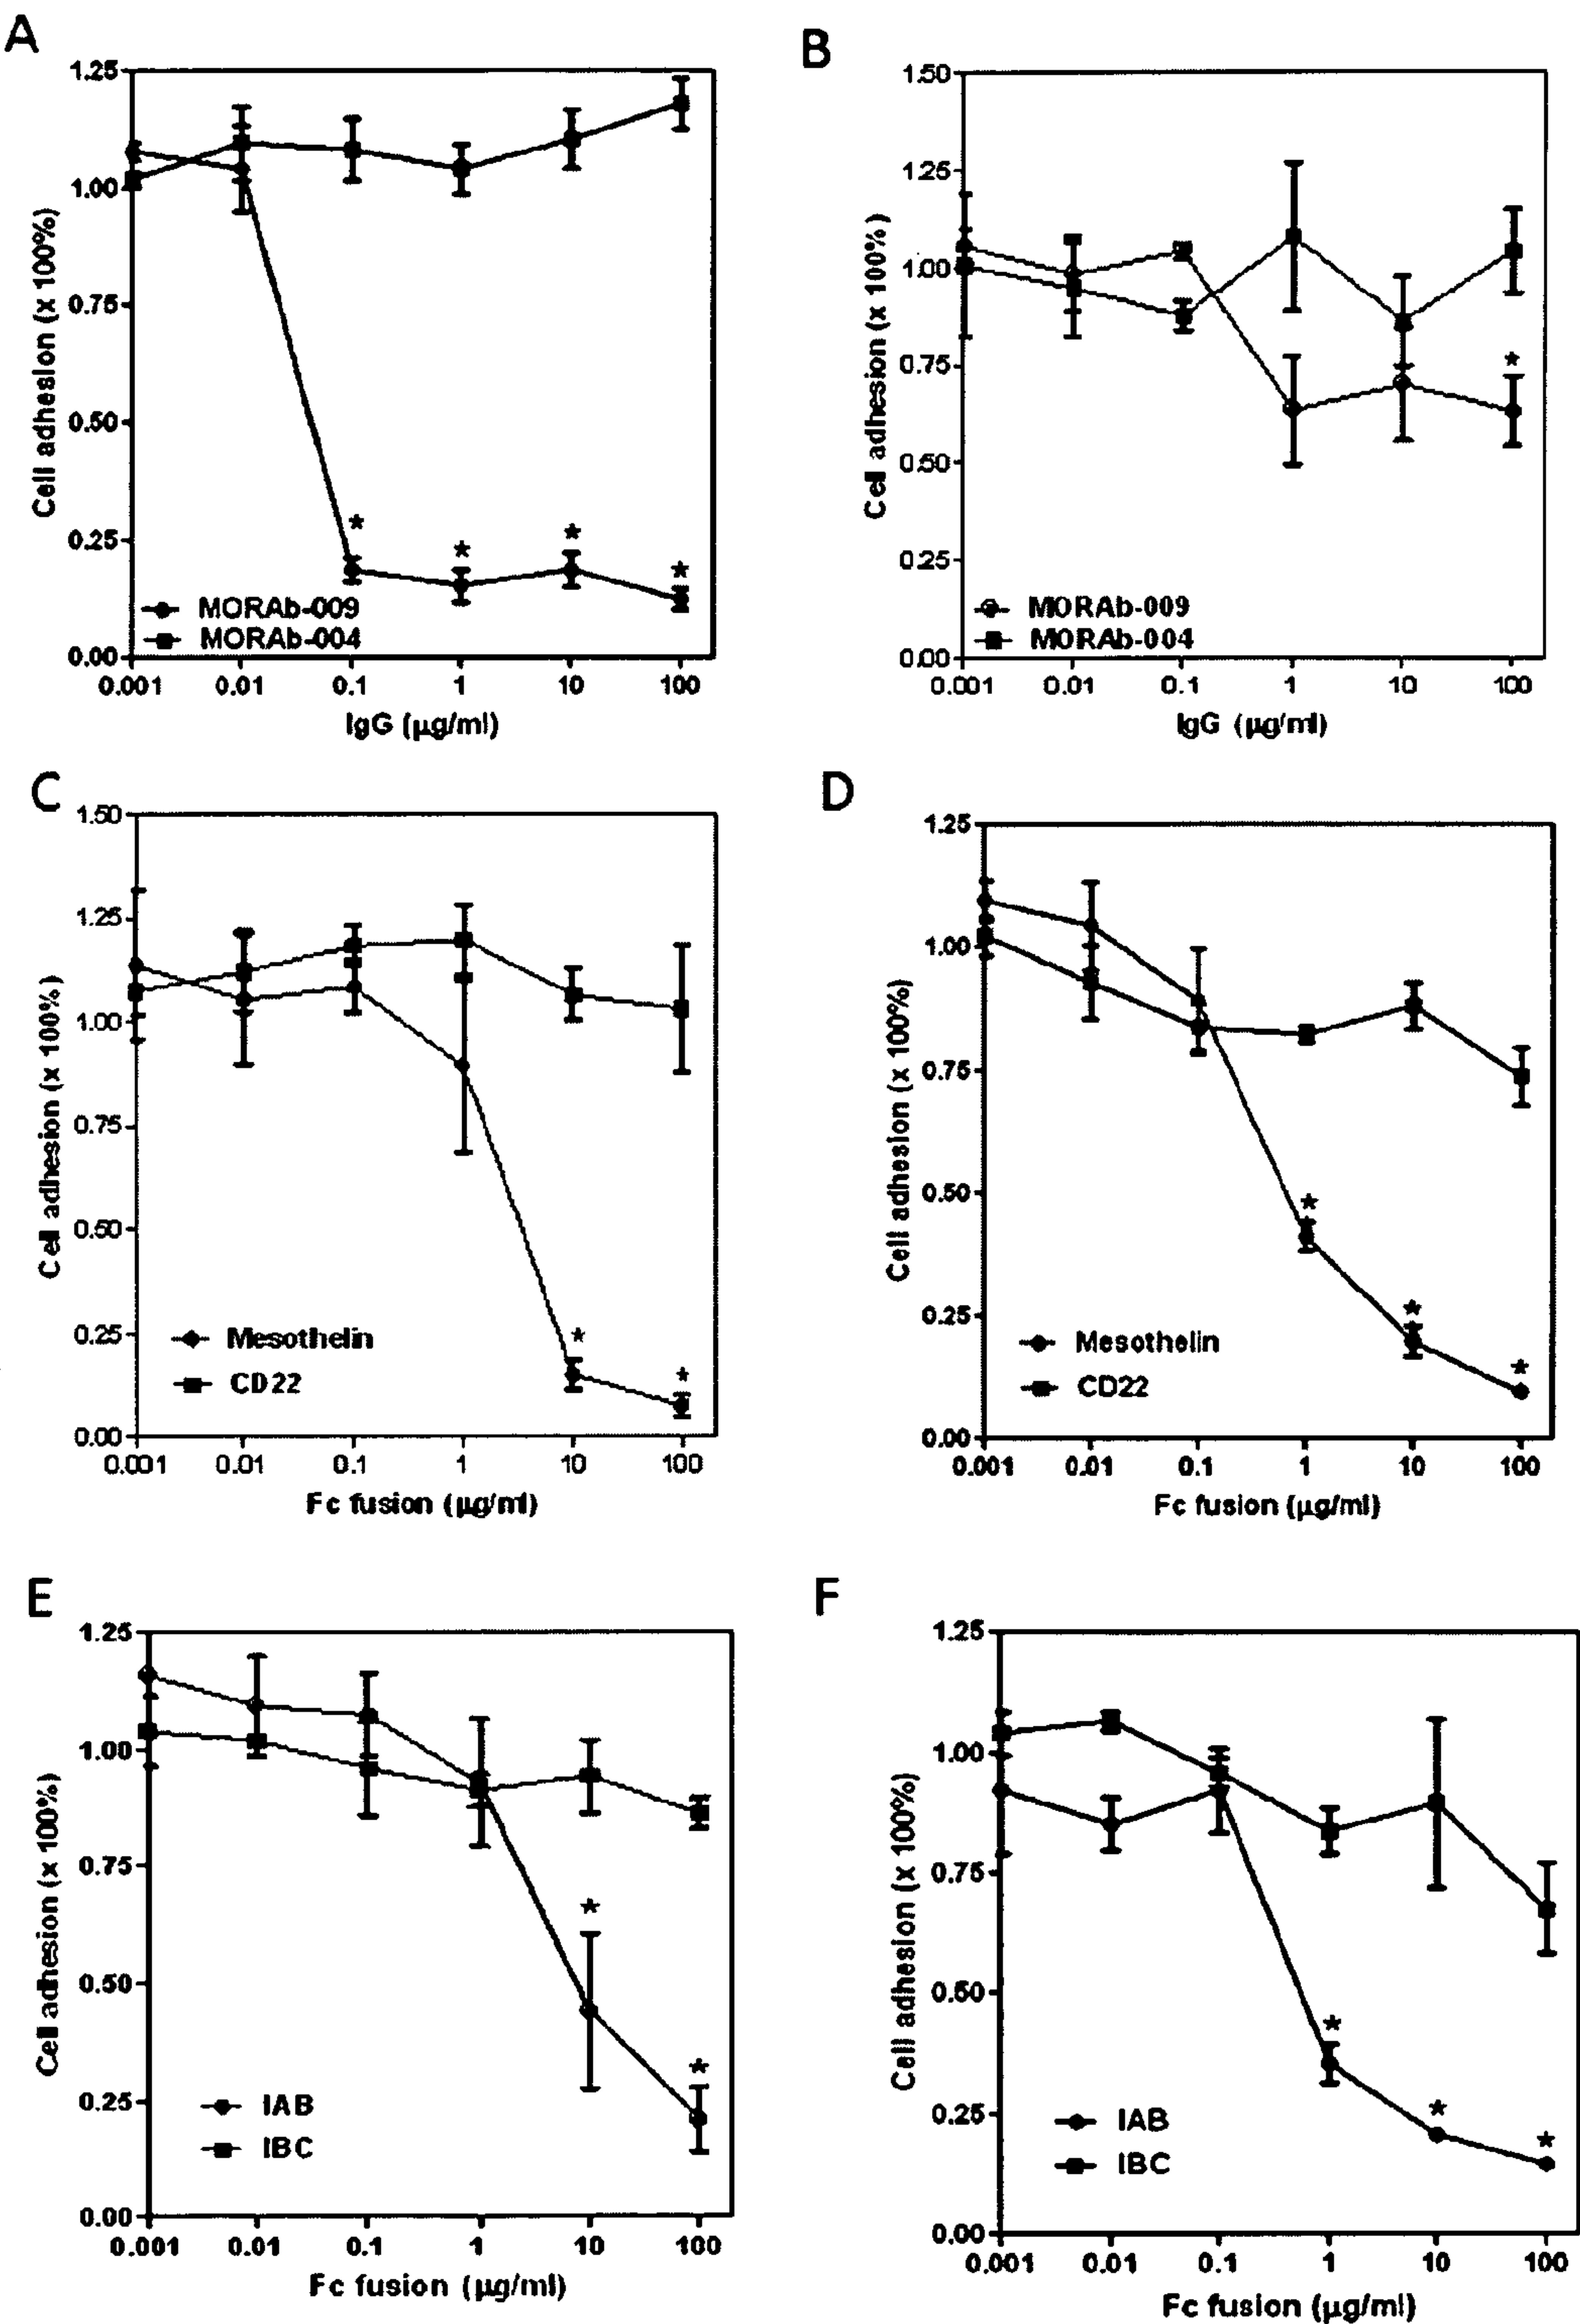 A
1.25
1.00
0.75
0.50
0.25
0.00
Cell adhesion (x 100%)
* * * *
MORAb-009
MORAb-004
0.001 0.01 0.1 1 10 100
IgG (µg/ml)
B
1.50
1.25
1.00
0.75
0.50
0.25
0.00
Cell adhesion (x 100%)
*
MORAb-009
MORAb-004
0.001 0.01 0.1 1 10 100
IgG (µg/ml)
C
1.50
1.25
1.00
0.75
0.50
0.25
0.00
Cell adhesion (x 100%)
* *
Mesothelin
CD22
0.001 0.01 0.1 1 10 100
Fc fusion (µg/ml)
D
1.25
1.00
0.75
0.50
0.25
0.00
Cell adhesion (x 100%)
* * *
Mesothelin
CD22
0.001 0.01 0.1 1 10 100
Fc fusion (µg/ml)
E
1.25
1.00
0.75
0.50
0.25
0.00
Cell adhesion (x 100%)
* *
IAB
IBC
0.001 0.01 0.1 1 10 100
Fc fusion (µg/ml)
F
1.25
1.00
0.75
0.50
0.25
0.00
Cell adhesion (x 100%)
* * *
IAB
IBC
0.001 0.01 0.1 1 10 100
Fc fusion (µg/ml)